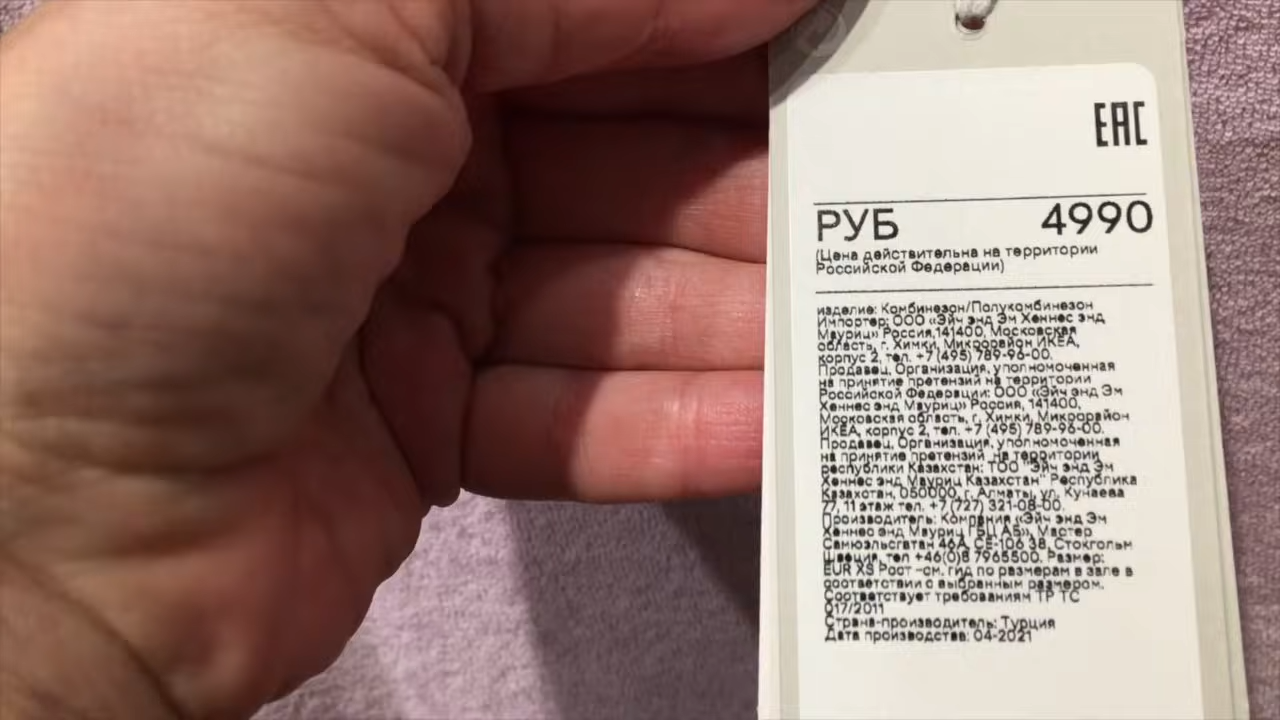 EAC
РУБ 4990
(Цена действительна на территории
Российской Федерации)
изделие: Комбинезон/Полукомбинезон
Импортер: ООО «Эйч энд Эм Хеннес энд
Мауриц» Россия,141400, Московская
область, г. Химки, Микрорайон ИКЕА,
корпус 2, тел. +7 (495) 789-96-00.
Продавец, Организация, уполномоченная
на принятие претензий на территории
Российской Федерации: ООО «Эйч энд Эм
Хеннес энд Мауриц» Россия, 141400,
Московская область, г. Химки, Микрорайон
ИКЕА, корпус 2, тел. +7 (495) 789-96-00.
Продавец, Организация, уполномоченная
на принятие претензий на территории
республики Казахстан: ТОО "Эйч энд Эм
Хеннес энд Мауриц Казахстан" Республика
Казахстан, 050000, г. Алматы, ул. Кунаева
77, 11 этаж тел. +7 (727) 321-08-00.
Производитель: Компания «Эйч энд Эм
Хеннес энд Мауриц ГБЦ АБ», Мастер
Самюэльсгатан 46А, СЕ-106 38, Стокгольм
Швеция, тел +46(0)8 7965500. Размер:
EUR XS Рост -см. гид по размерам в зале в
соответствии с выбранным размером.
Соответствует требованиям ТР ТС
017/2011
Страна-производитель: Турция
Дата производства: 04-2021